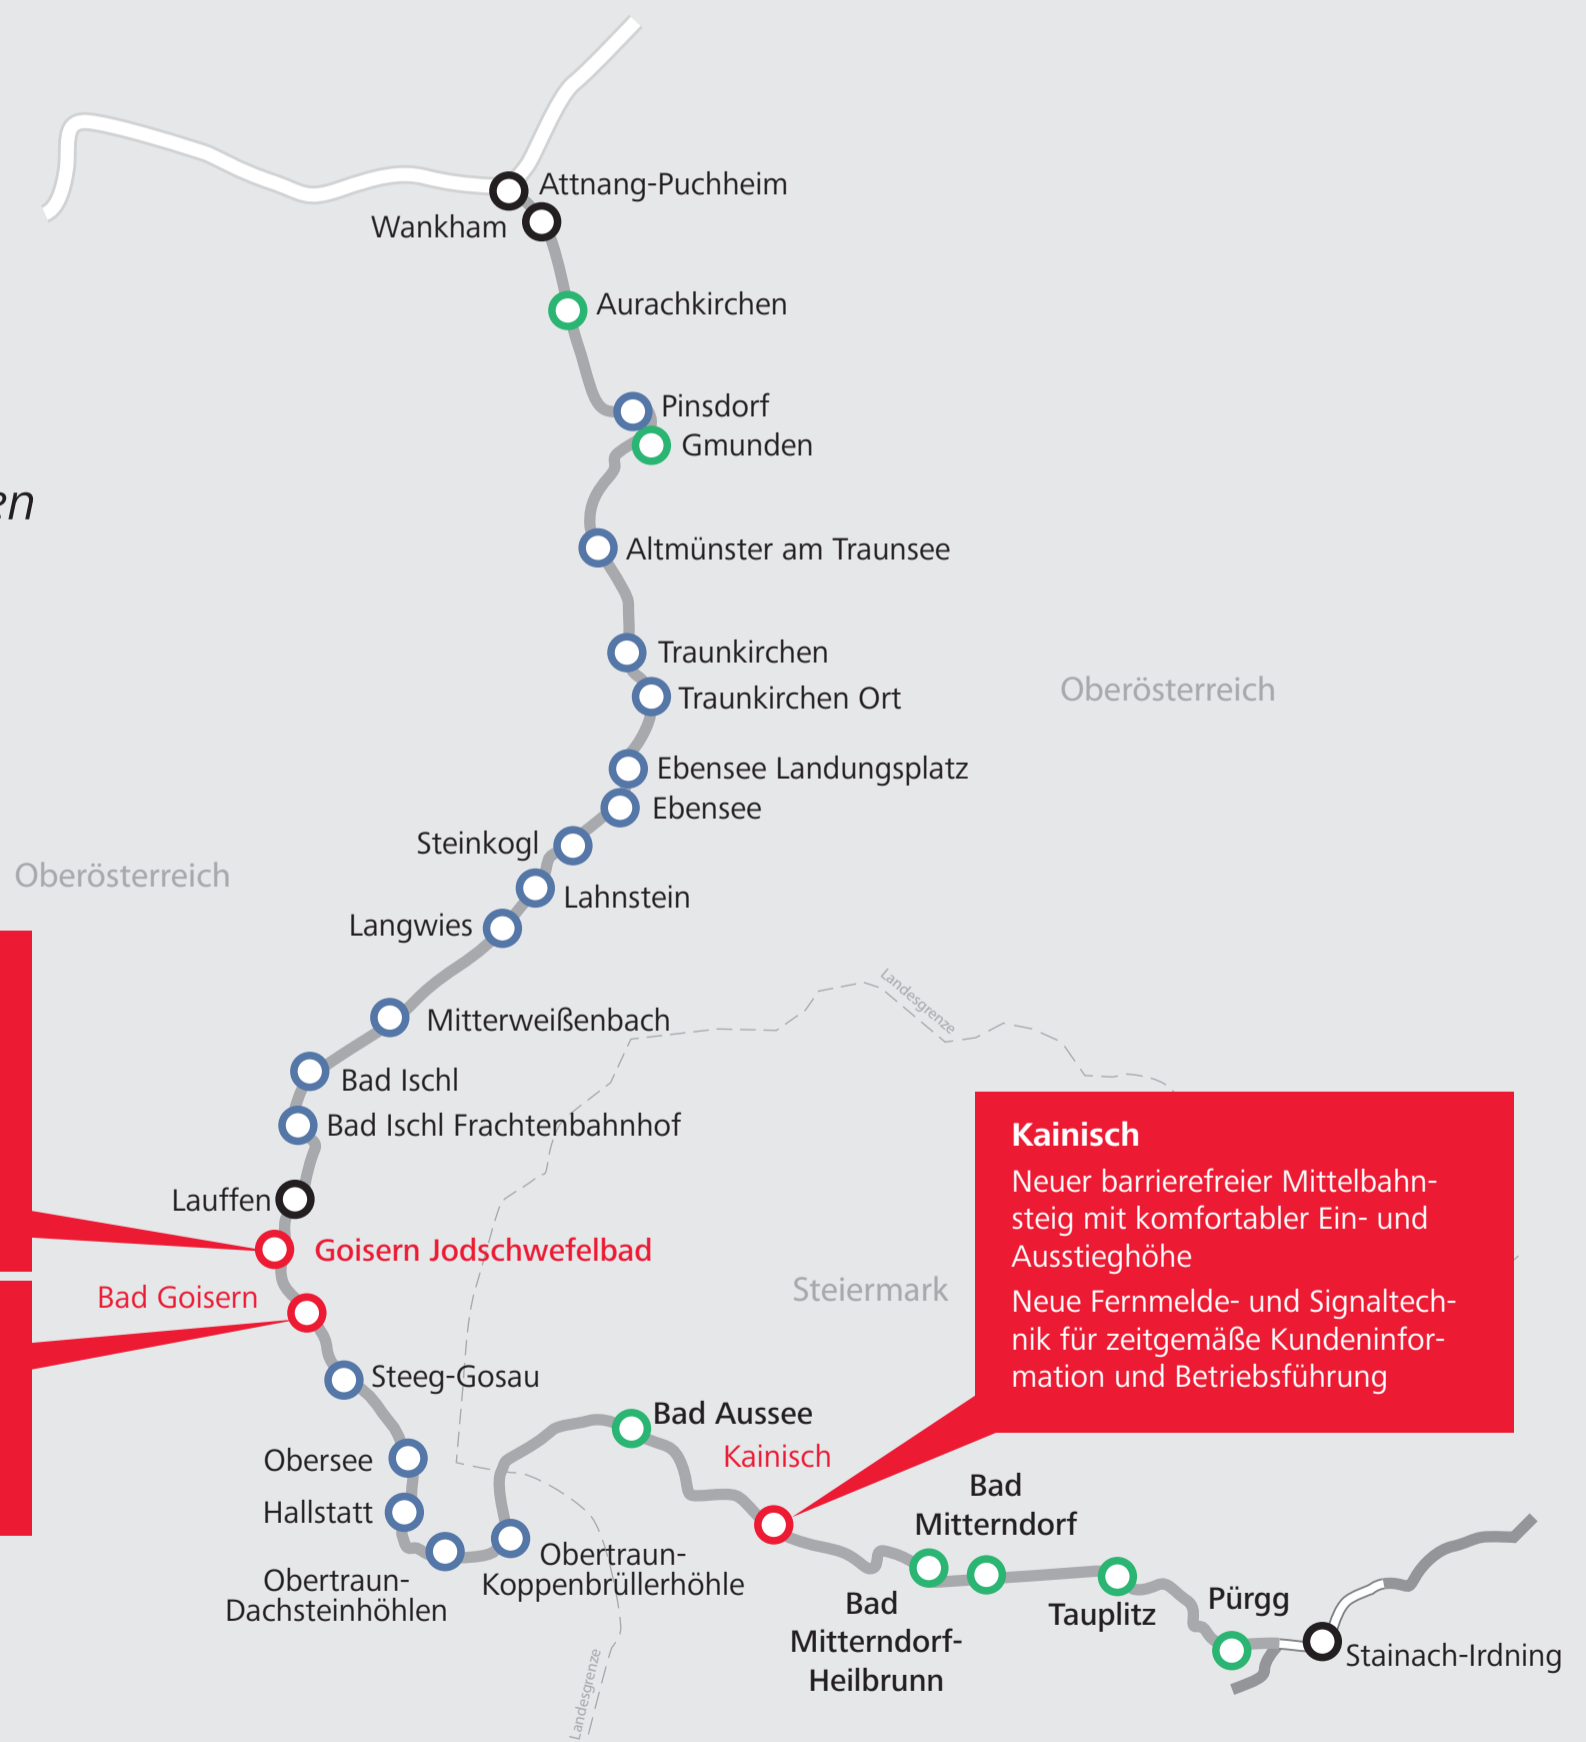 Attnang-Puchheim
Wankham
Aurachkirchen
Pinsdorf
Gmunden
en
Altmünster am Traunsee
Traunkirchen
Oberösterreich
Traunkirchen Ort
Ebensee Landungsplatz
Ebensee
Steinkogl
Oberösterreich
Lahnstein
Langwies
Landesgrenze
Mitterweißenbach
Bad Ischl
Bad Ischl Frachtenbahnhof
Kainisch
Neuer barrierefreier Mittelbahn-
steig mit komfortabler Ein- und
Ausstieghöhe
Neue Fernmelde- und Signaltech-
nik für zeitgemäße Kundeninfor-
mation und Betriebsführung
Lauffen
Goisern Jodschwefelbad
Steiermark
Bad Goisern
Steeg-Gosau
Bad Aussee
Kainisch
Obersee
Hallstatt
Bad
Mitterndorf
Obertraun-
Koppenbrüllerhöhle
Obertraun-
Dachsteinhöhlen
Bad
Mitterndorf-
Heilbrunn
Tauplitz
Pürgg
Stainach-Irdning
Landesgrenze